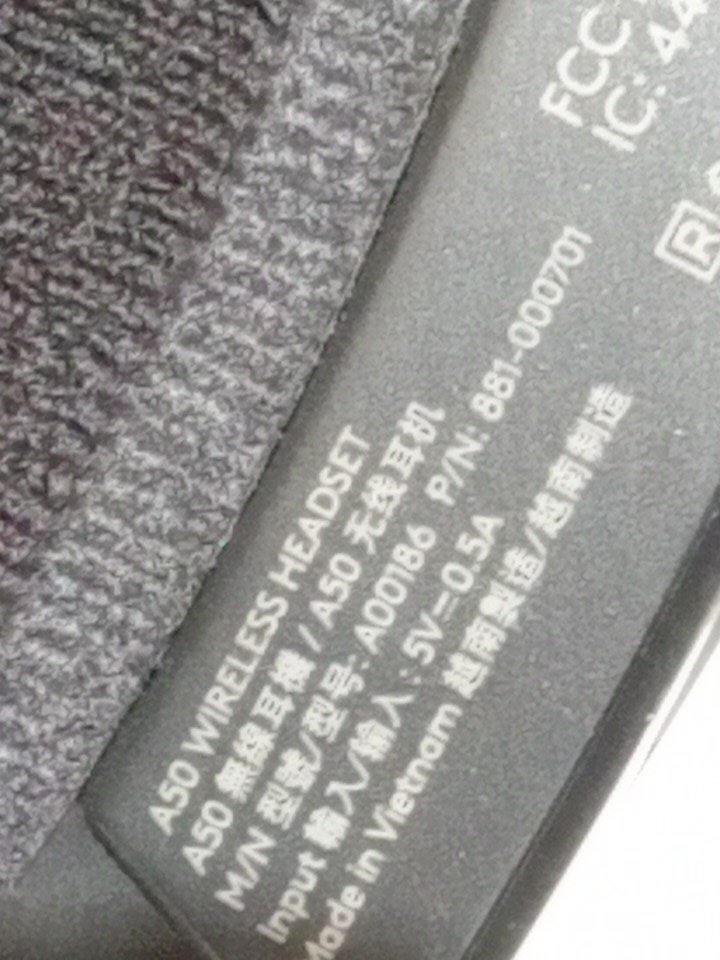 FCC
IC: 44
R
A50 WIRELESS HEADSET
A50 無線耳機 / A50 无线耳机
M/N 型號/型号: A00186 P/N: 881-000701
Input 輸入/输入: 5V=0.5A
Made in Vietnam 越南製造/越南制造